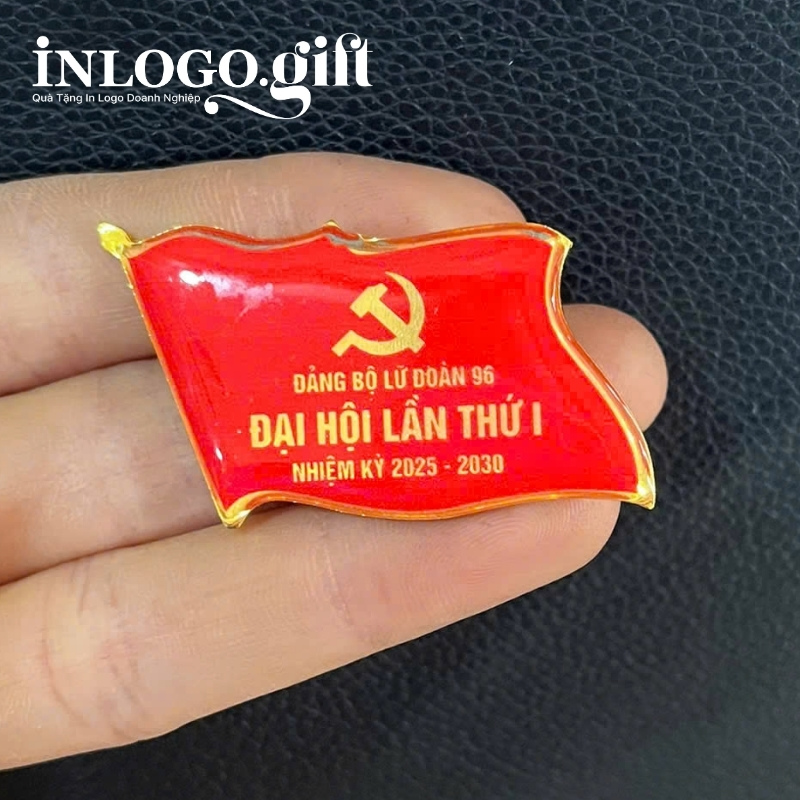 iNLOGO.gift
Quà Tặng In Logo Doanh Nghiệp
ĐẢNG BỘ LỮ ĐOÀN 96
ĐẠI HỘI LẦN THỨ I
NHIỆM KỲ 2025 - 2030